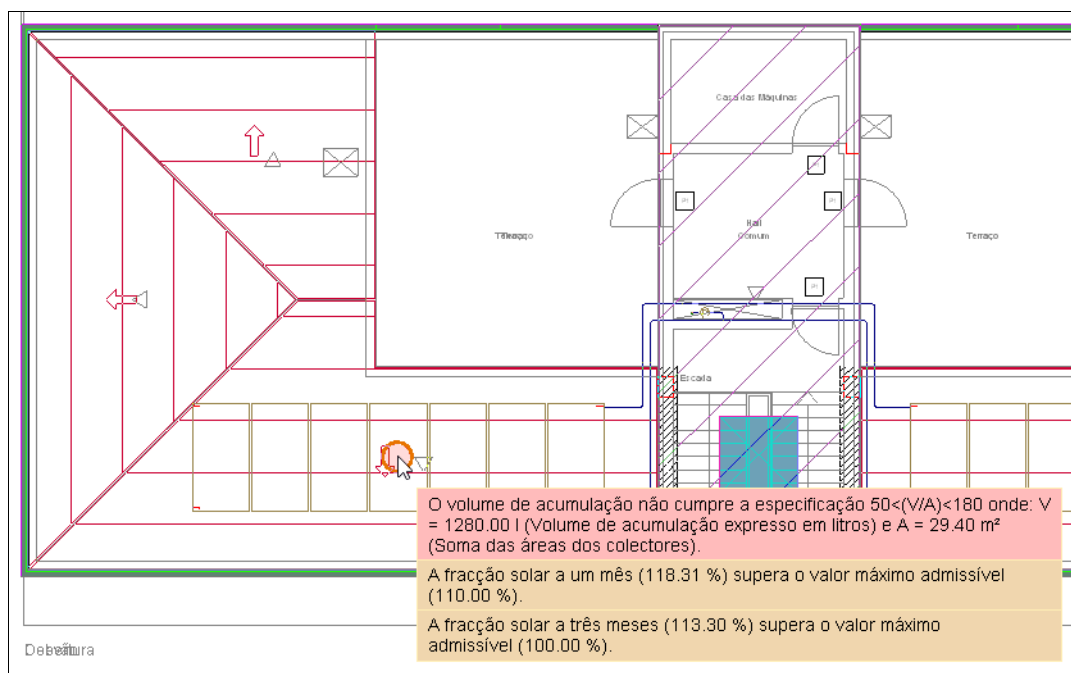 Casa das Máquinas
Terraço
Hall
Comum
Terraço
Escada
O volume de acumulação não cumpre a especificação 50<(V/A)<180 onde: V
= 1280.00 l (Volume de acumulação expresso em litros) e A = 29.40 m²
(Soma das áreas dos colectores).
A fracção solar a um mês (118.31 %) supera o valor máximo admissível
(110.00 %).
A fracção solar a três meses (113.30 %) supera o valor máximo
admissível (100.00 %).